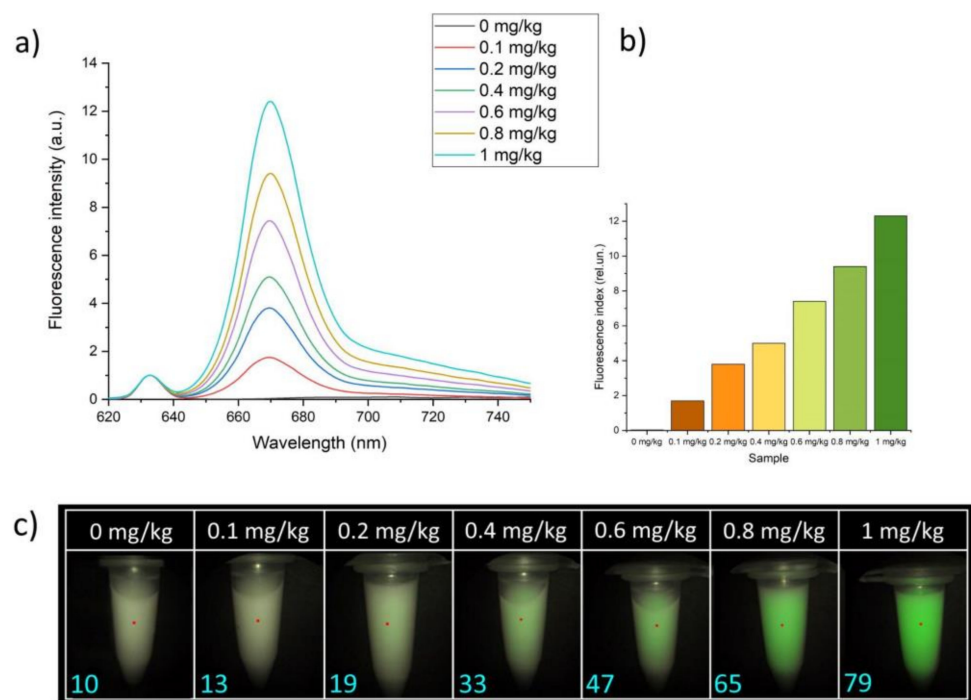 a)
0 mg/kg
0.1 mg/kg
0.2 mg/kg
0.4 mg/kg
0.6 mg/kg
0.8 mg/kg
1 mg/kg
14
12
10
8
6
4
2
0
Fluorescence intensity (a.u.)
620 640 660 680 700 720 740
Wavelength (nm)
b)
12
10
8
6
4
2
0
Fluorescence index (rel.un.)
0 mg/kg 0.1 mg/kg 0.2 mg/kg 0.4 mg/kg 0.6 mg/kg 0.8 mg/kg 1 mg/kg
Sample
c)
0 mg/kg 0.1 mg/kg 0.2 mg/kg 0.4 mg/kg 0.6 mg/kg 0.8 mg/kg 1 mg/kg
10 13 19 33 47 65 79